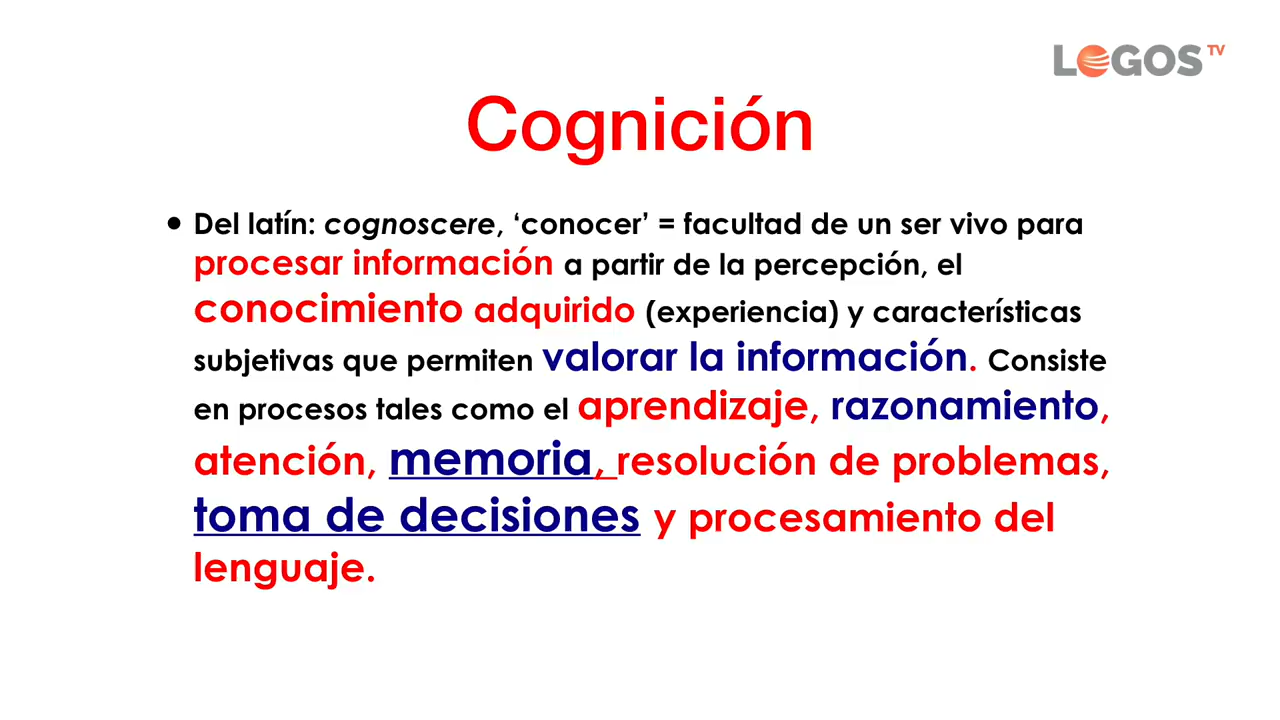 LOGOS TV
Cognición
• Del latín: cognoscere, ‘conocer’ = facultad de un ser vivo para
procesar información a partir de la percepción, el
conocimiento adquirido (experiencia) y características
subjetivas que permiten valorar la información. Consiste
en procesos tales como el aprendizaje, razonamiento,
atención, memoria, resolución de problemas,
toma de decisiones y procesamiento del
lenguaje.